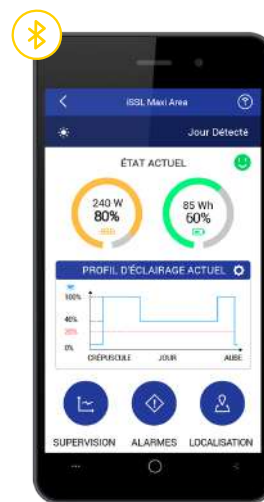 iSSL Maxi Area
Jour Détecté
ÉTAT ACTUEL
240 W
80%
85 Wh
60%
PROFIL D'ÉCLAIRAGE ACTUEL
100%
40%
20%
0%
CRÉPUSCULE JOUR AUBE
SUPERVISION ALARMES LOCALISATION